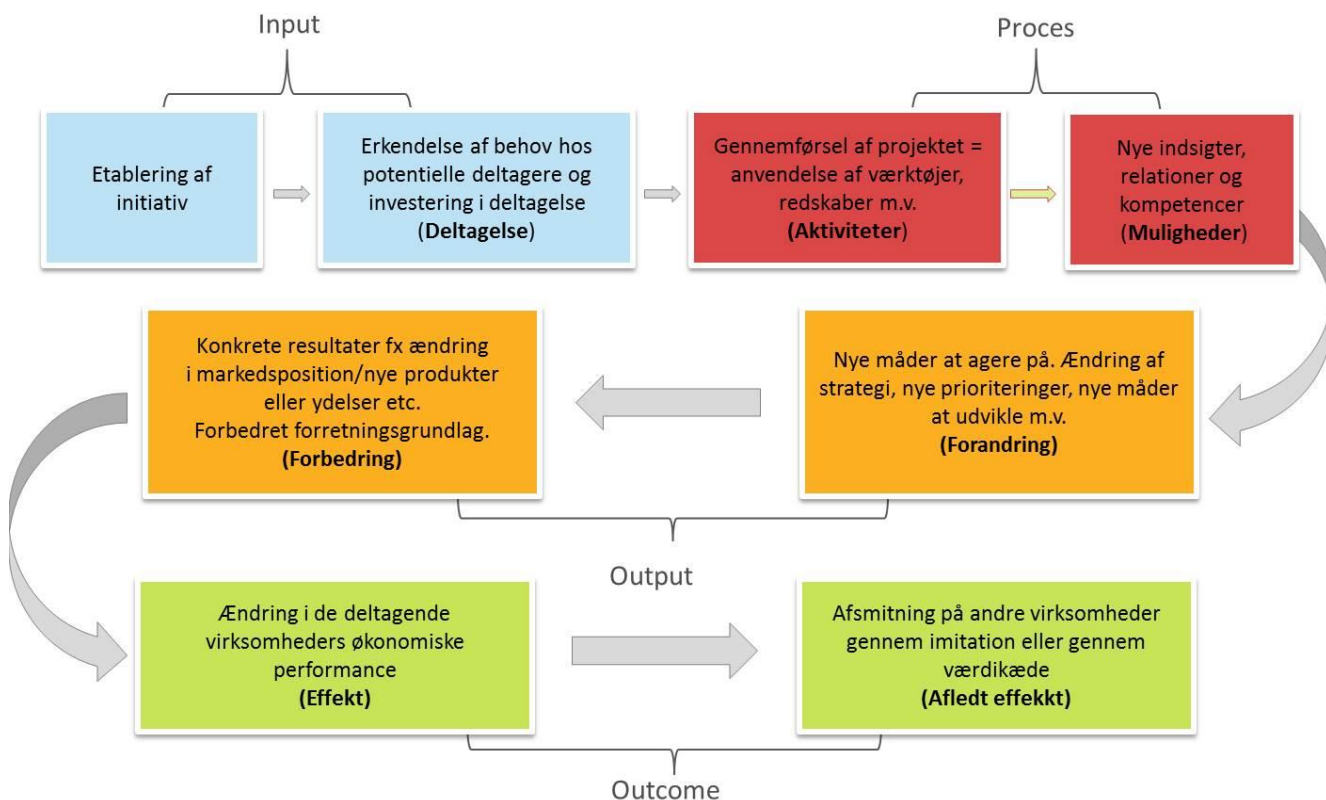 Input
Proces
Etablering af
initiativ
Erkendelse af behov hos
potentielle deltagere og
investering i deltagelse
(Deltagelse)
Gennemførsel af projektet =
anvendelse af værktøjer,
redskaber m.v.
(Aktiviteter)
Nye indsigter,
relationer og
kompetencer
(Muligheder)
Konkrete resultater fx ændring
i markedsposition/nye produkter
eller ydelser etc.
Forbedret forretningsgrundlag.
(Forbedring)
Nye måder at agere på. Ændring af
strategi, nye prioriteringer, nye måder
at udvikle m.v.
(Forandring)
Output
Ændring i de deltagende
virksomheders økonomiske
performance
(Effekt)
Afsmitning på andre virksomheder
gennem imitation eller gennem
værdikæde
(Afledt effekkt)
Outcome